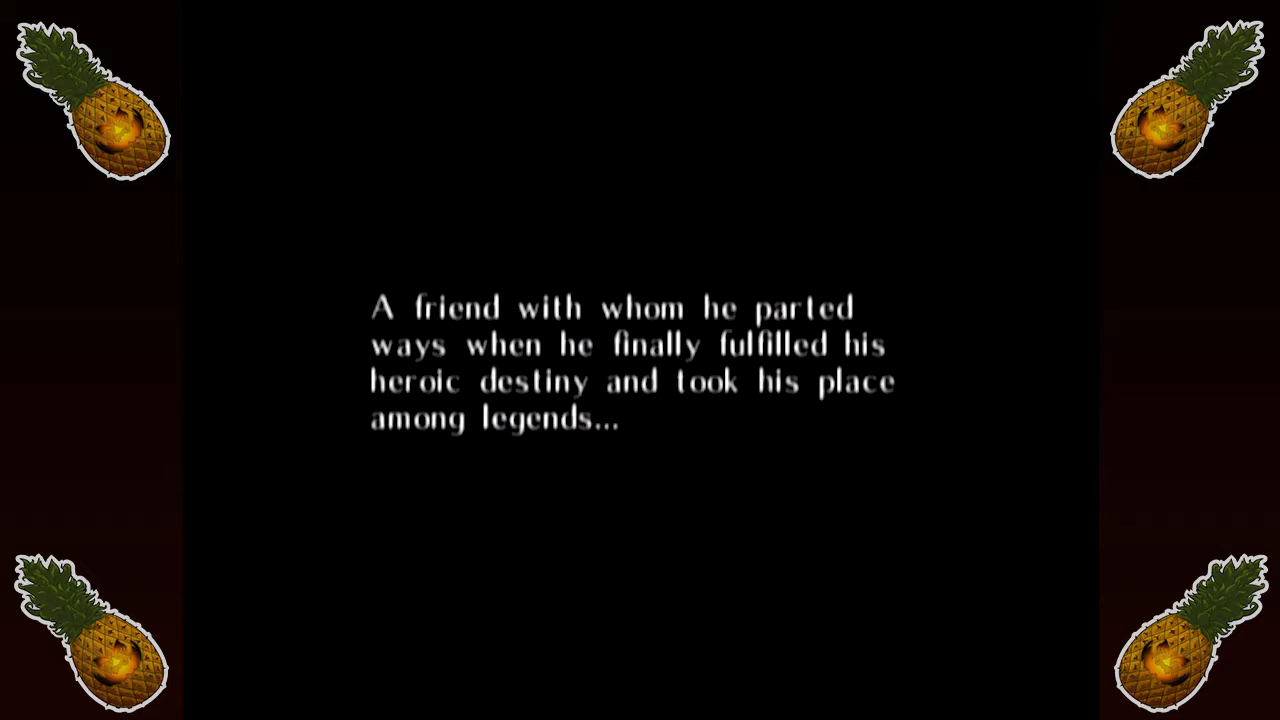 A friend with whom he parted
ways when he finally fulfilled his
heroic destiny and took his place
among legends...